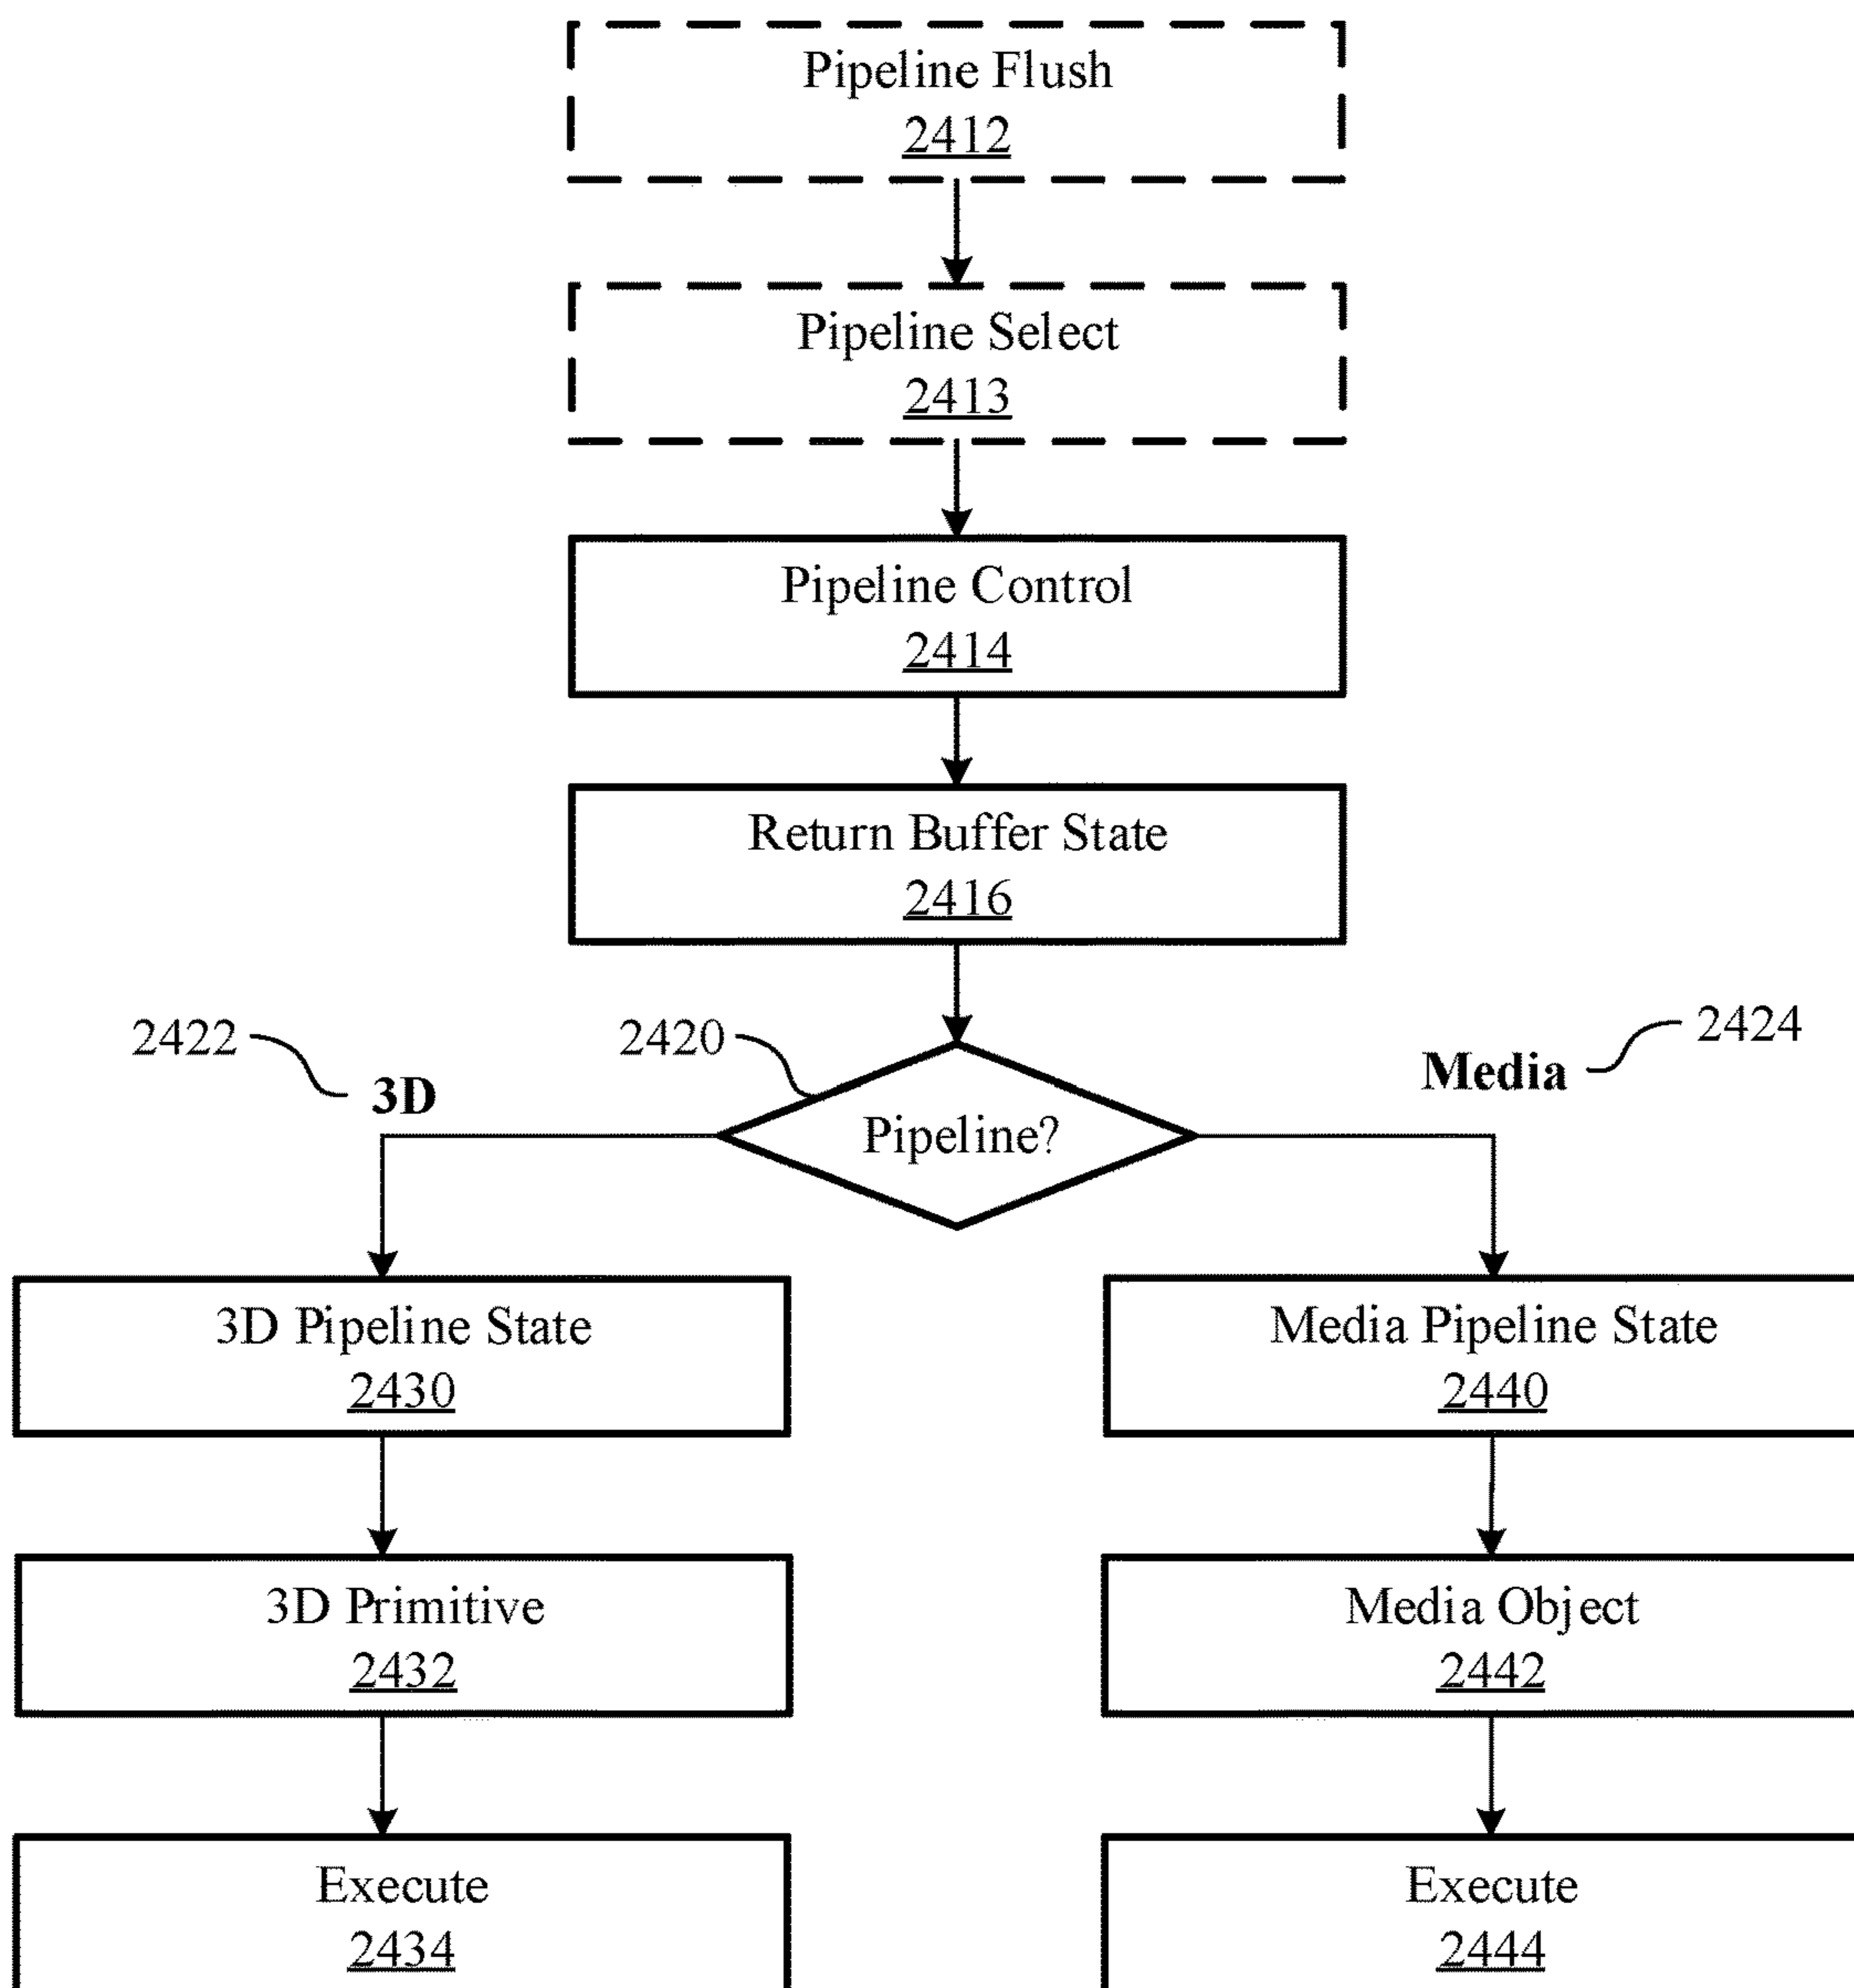 Pipeline Flush
2412
Pipeline Select
2413
Pipeline Control
2414
Return Buffer State
2416
2422
2420
2424
3D
Media
Pipeline?
3D Pipeline State
2430
Media Pipeline State
2440
3D Primitive
2432
Media Object
2442
Execute
2434
Execute
2444